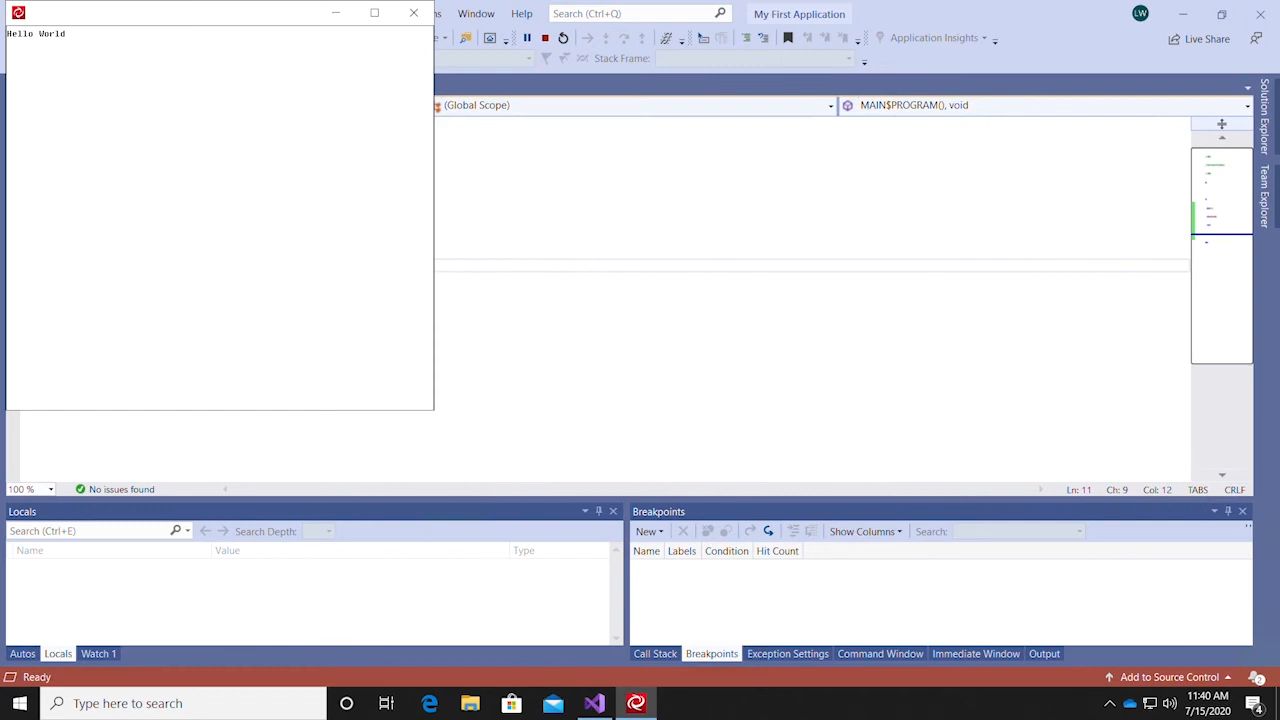 Window Help Search (Ctrl+Q) My First Application LW
Hello World
Application Insights Live Share
Stack Frame:
(Global Scope) MAIN$PROGRAM(), void
Solution Explorer
Team Explorer
100 % No issues found Ln: 11 Ch: 9 Col: 12 TABS CRLF
Locals
Search (Ctrl+E) Search Depth:
Name Value Type
Autos Locals Watch 1
Breakpoints
New Show Columns Search:
Name Labels Condition Hit Count
Call Stack Breakpoints Exception Settings Command Window Immediate Window Output
Ready Add to Source Control 2
Type here to search
11:40 AM
7/15/2020
4